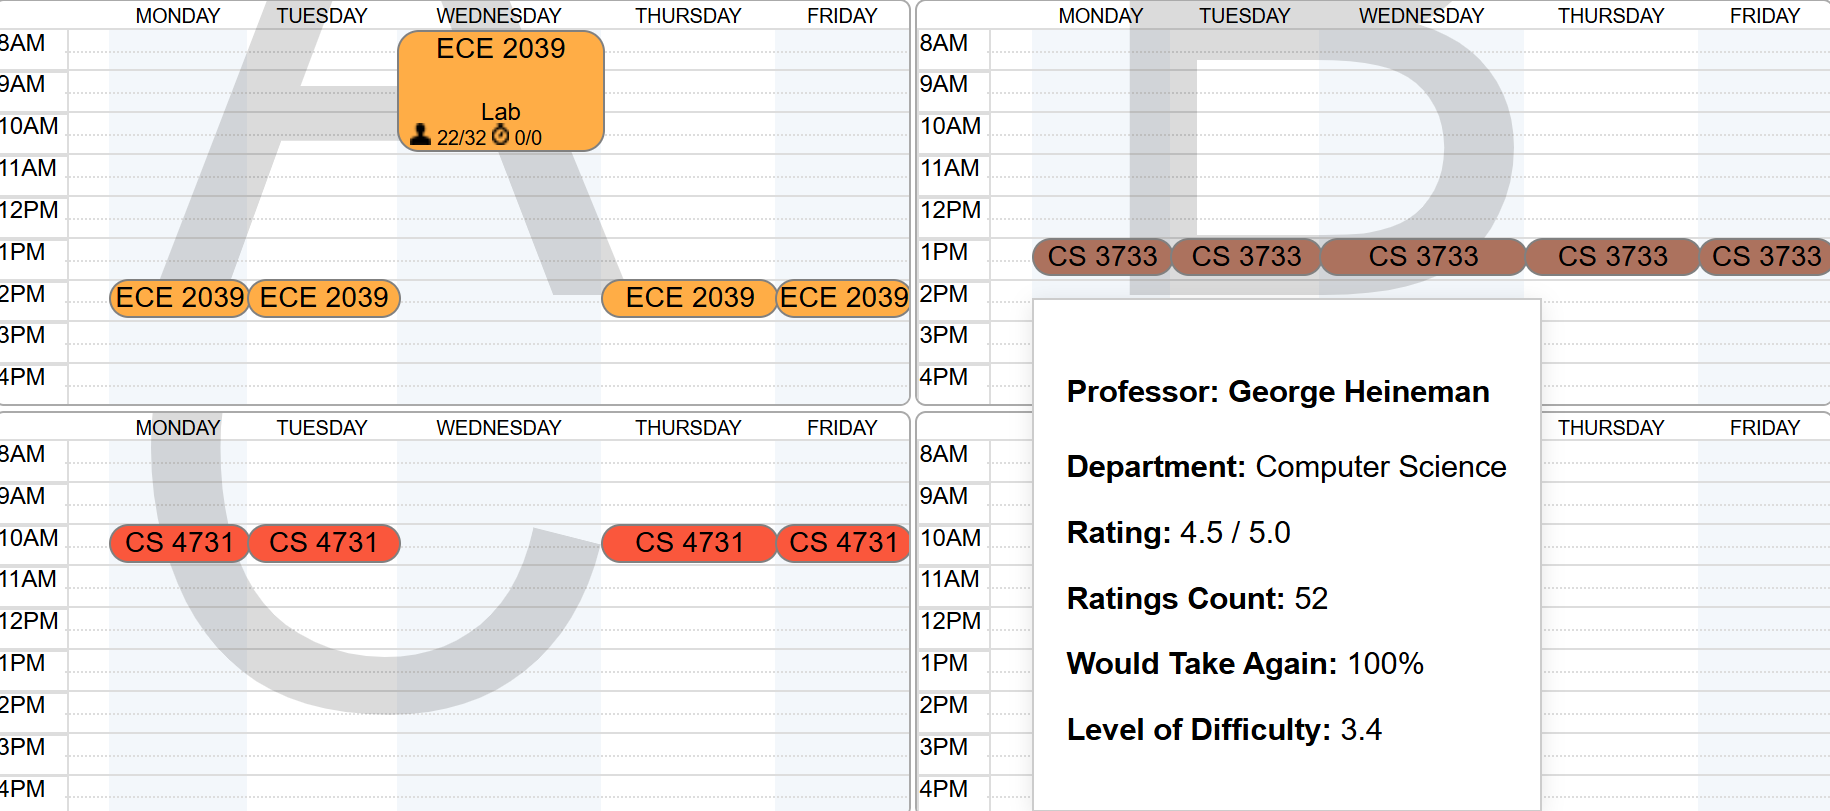 MONDAY TUESDAY WEDNESDAY THURSDAY FRIDAY
8AM
ECE 2039
9AM
Lab
10AM
22/32 0/0
11AM
12PM
1PM
2PM
ECE 2039 ECE 2039 ECE 2039 ECE 2039
3PM
4PM
A
MONDAY TUESDAY WEDNESDAY THURSDAY FRIDAY
8AM
9AM
10AM
11AM
12PM
1PM
CS 3733 CS 3733 CS 3733 CS 3733 CS 3733
2PM
3PM
4PM
MONDAY TUESDAY WEDNESDAY THURSDAY FRIDAY
8AM
9AM
10AM
CS 4731 CS 4731 CS 4731 CS 4731
11AM
12PM
1PM
2PM
3PM
4PM
C
THURSDAY FRIDAY
8AM
9AM
10AM
11AM
12PM
1PM
2PM
3PM
4PM
Professor: George Heineman
Department: Computer Science
Rating: 4.5 / 5.0
Ratings Count: 52
Would Take Again: 100%
Level of Difficulty: 3.4